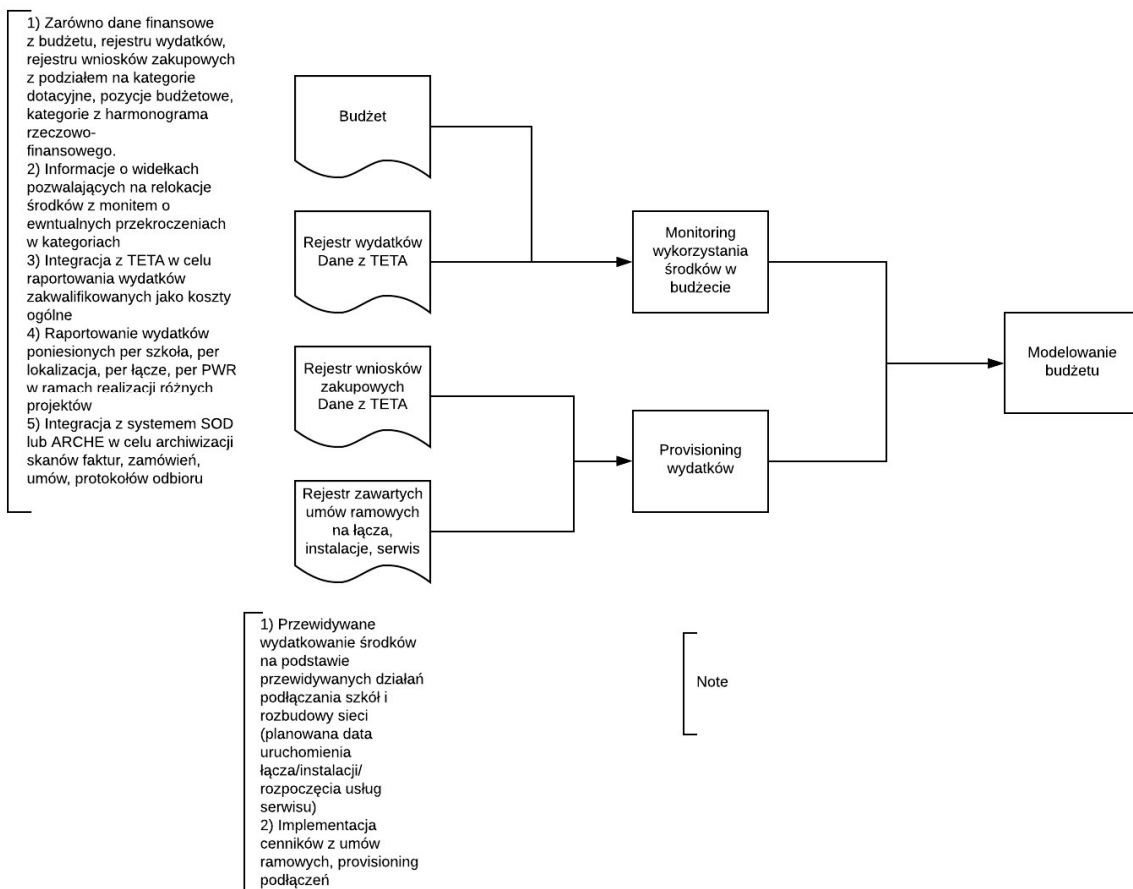 1) Zarówno dane finansowe
z budżetu, rejestru wydatków,
rejestru wniosków zakupowych
z podziałem na kategorie
dotacyjne, pozycje budżetowe,
kategorie z harmonograma
rzeczowo-
finansowego.
2) Informacje o widełkach
pozwalających na relokacje
środków z monitem o
ewntualnych przekroczeniach
w kategoriach
3) Integracja z TETA w celu
raportowania wydatków
zakwalifikowanych jako koszty
ogólne
4) Raportowanie wydatków
poniesionych per szkoła, per
lokalizacja, per łącze, per PWR
w ramach realizacji różnych
projektów
5) Integracja z systemem SOD
lub ARCHE w celu archiwizacji
skanów faktur, zamówień,
umów, protokołów odbioru
Budżet
Rejestr wydatków
Dane z TETA
Rejestr wniosków
zakupowych
Dane z TETA
Rejestr zawartych
umów ramowych
na łącza,
instalacje, serwis
Monitoring
wykorzystania
środków w
budżecie
Provisioning
wydatków
Modelowanie
budżetu
1) Przewidywane
wydatkowanie środków
na podstawie
przewidywanych działań
podłączania szkół i
rozbudowy sieci
(planowana data
uruchomienia
łącza/instalacji/
rozpoczęcia usług
serwisu)
2) Implementacja
cenników z umów
ramowych, provisioning
podłączeń
Note